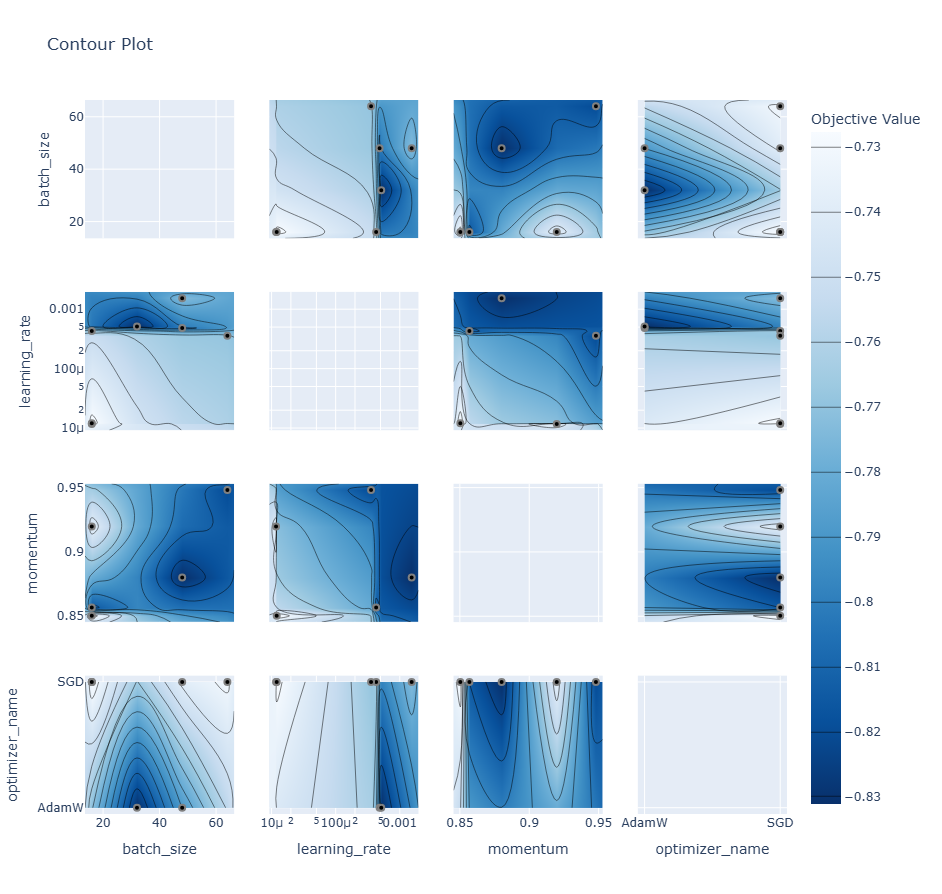 Contour Plot
Objective Value
batch_size
60
40
20
−0.73
−0.74
−0.75
−0.76
−0.77
−0.78
−0.79
−0.8
−0.81
−0.82
−0.83
learning_rate
0.001
5
2
100μ
5
2
10μ
momentum
0.95
0.9
0.85
optimizer_name
SGD
AdamW
20 40 60
10μ 2 5 100μ 2 5 0.001
0.85 0.9 0.95
AdamW SGD
batch_size learning_rate momentum optimizer_name